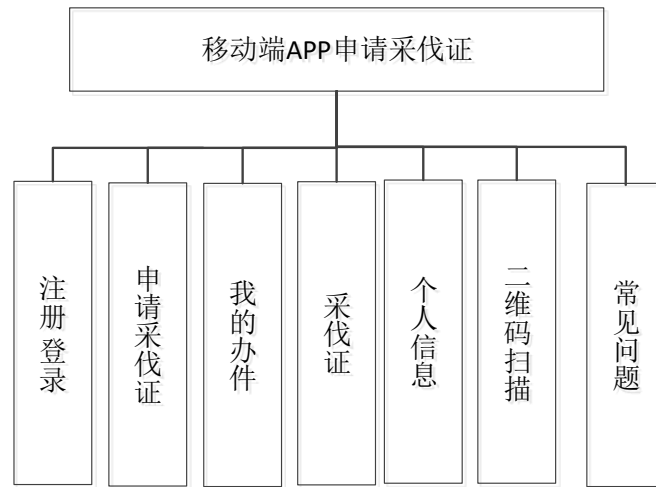 移动端APP申请采伐证
注册登录
申请采伐证
我的办件
采伐证
个人信息
二维码扫描
常见问题